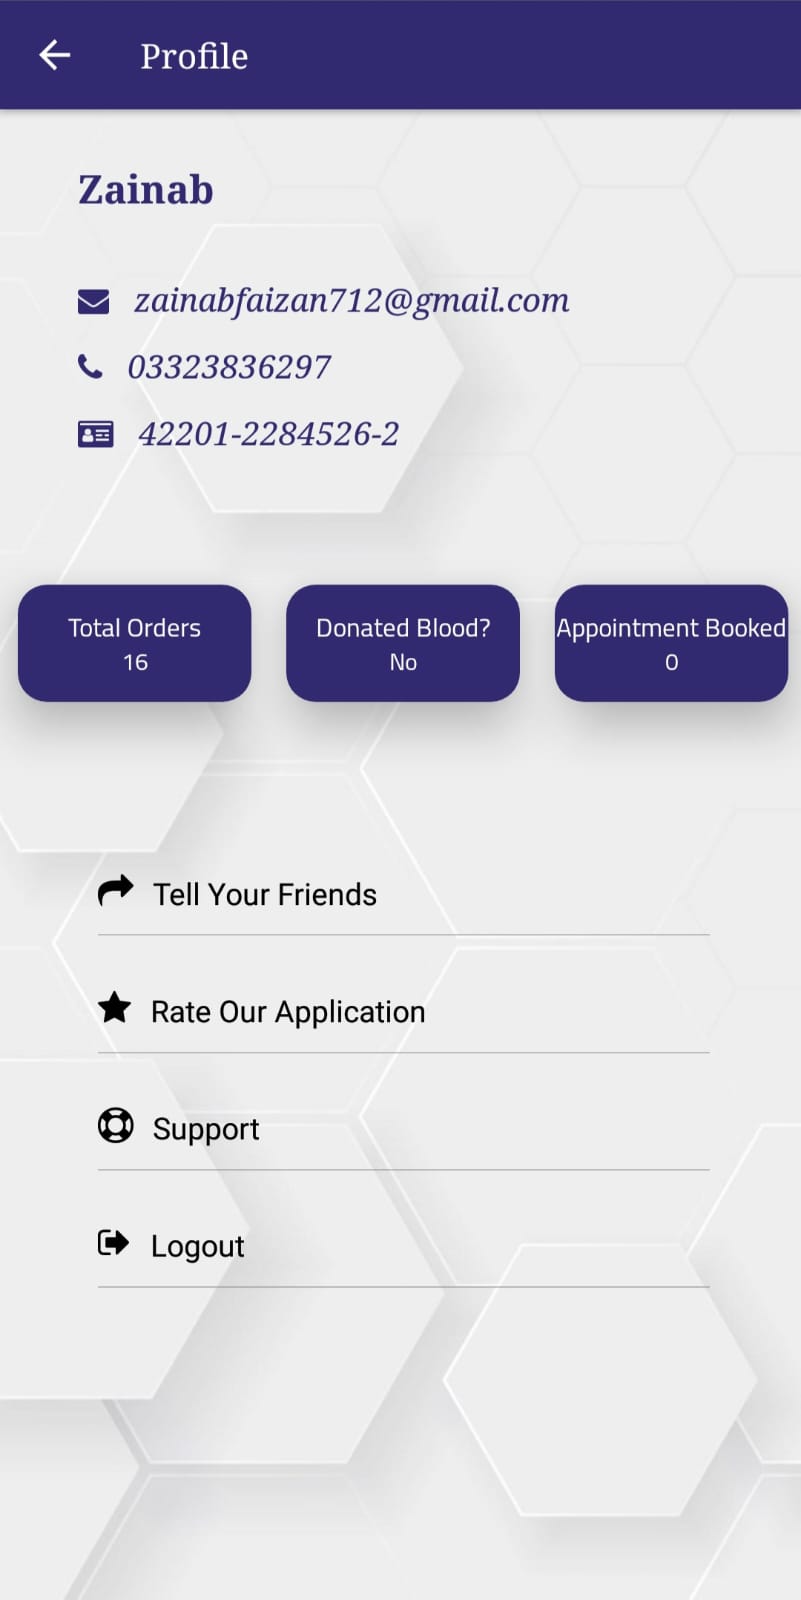 Profile
Zainab
zainabfaizan712@gmail.com
03323836297
42201-2284526-2
Total Orders
16
Donated Blood?
No
Appointment Booked
0
Tell Your Friends
Rate Our Application
Support
Logout